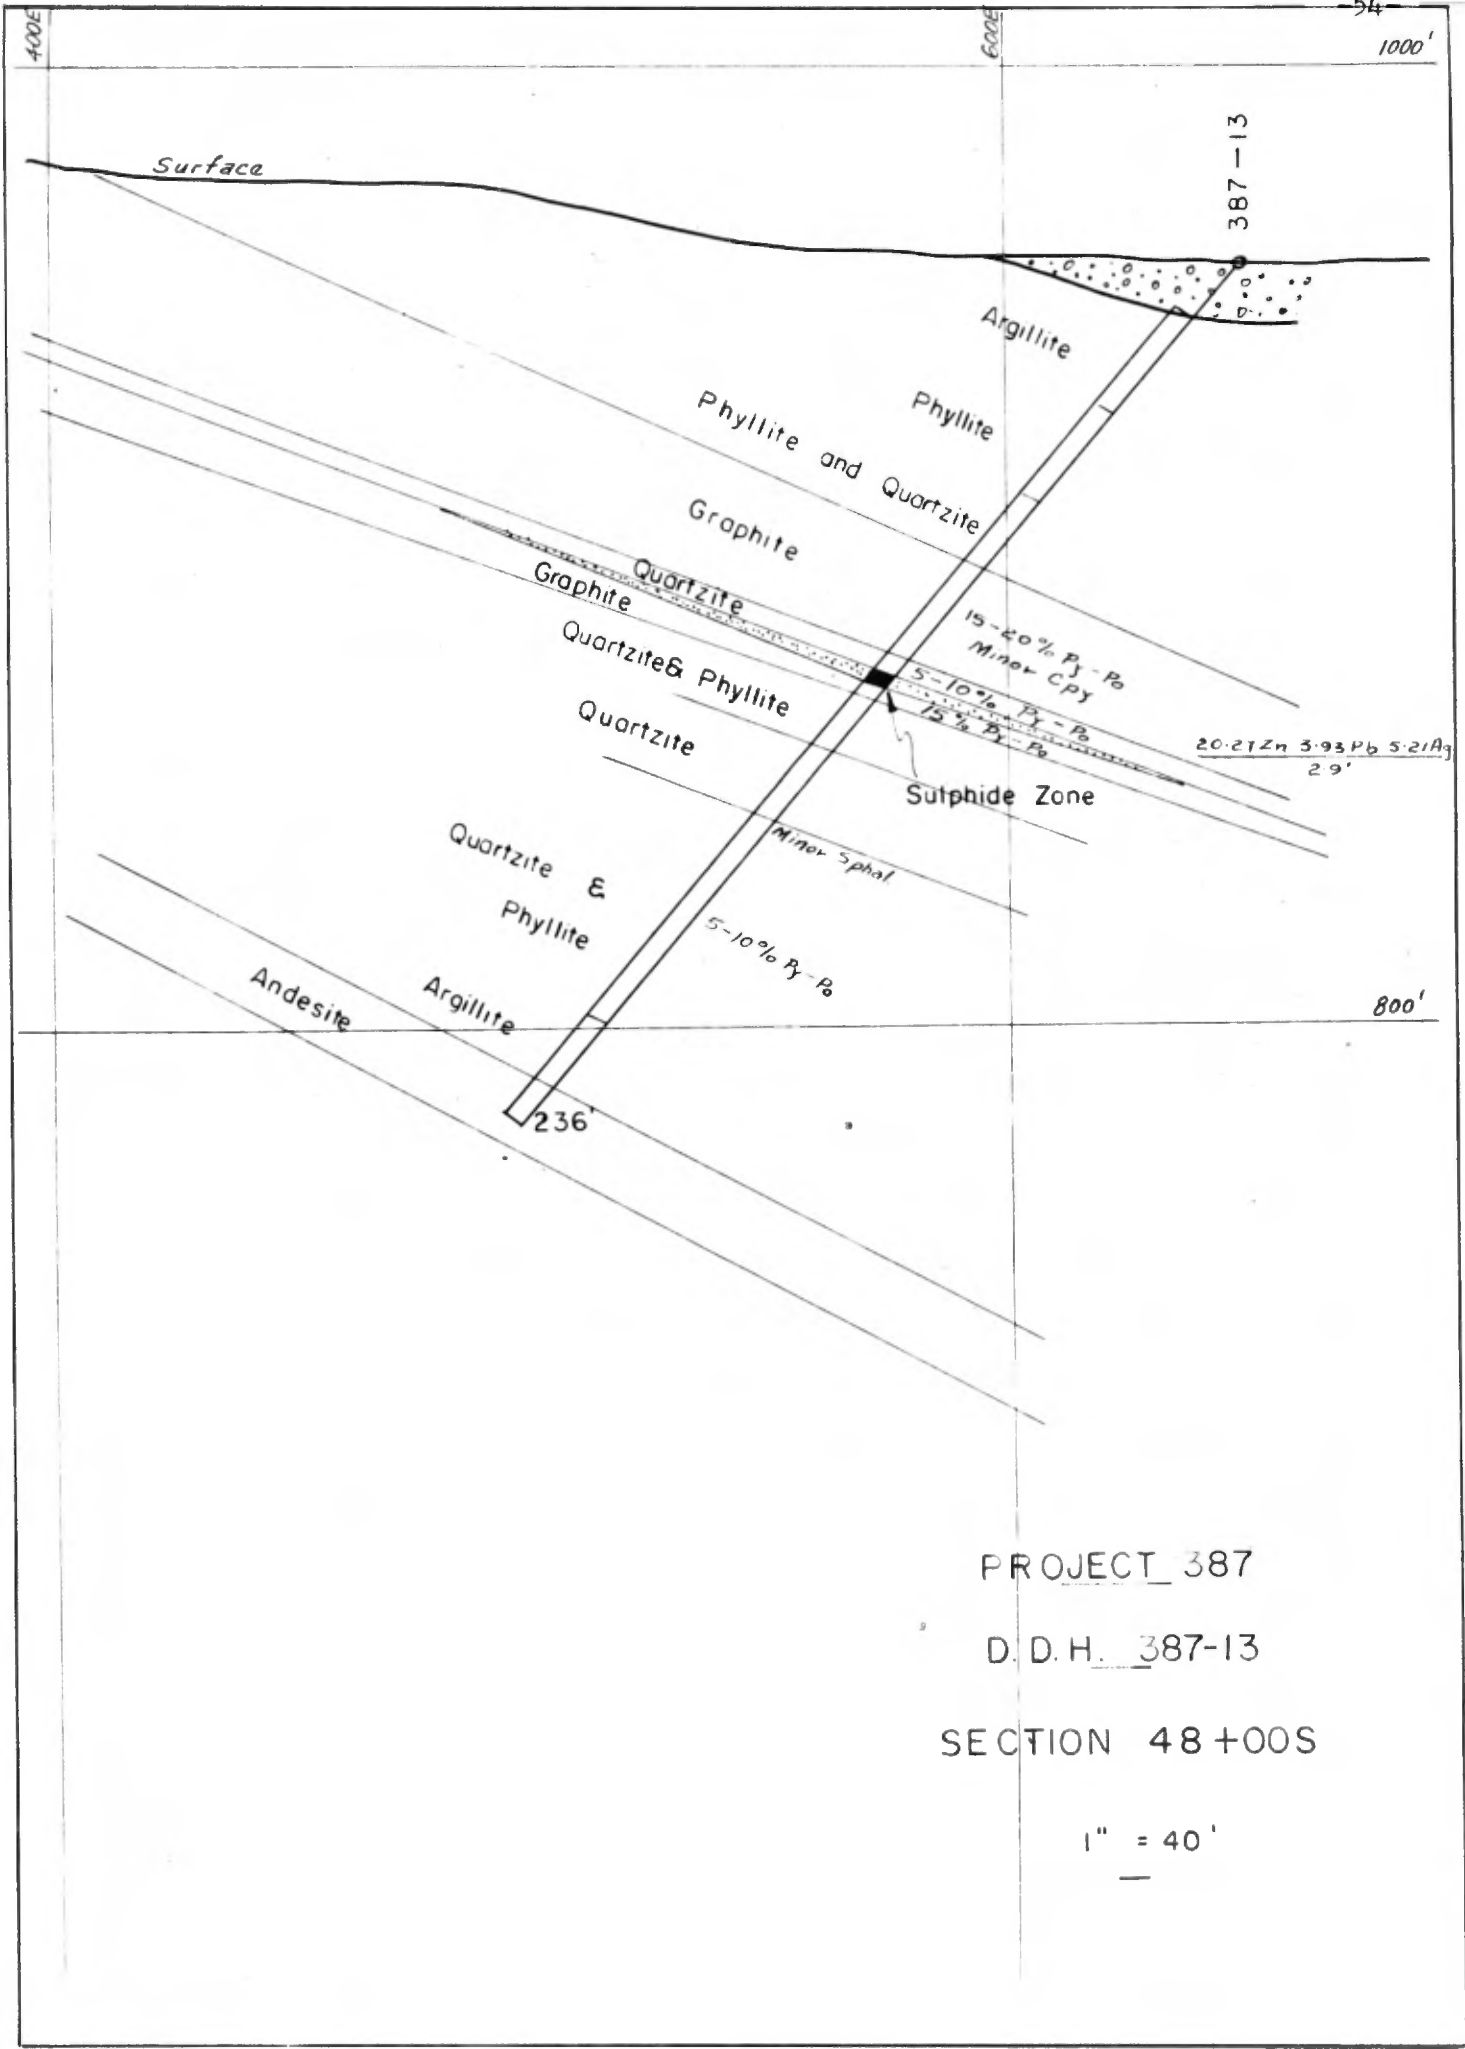 -54-
400E
600E
1000'
387-13
Surface
Argillite
Phyllite
Phyllite and Quartzite
Graphite
Quartzite
Graphite
15-20% Py-Po
Minor CPY
5-10% Py-Po
15% Py-Po
Quartzite & Phyllite
20.27Zn 3.93Pb 5.21Ag
2.9'
Quartzite
Sulphide Zone
Minor Sphal.
Quartzite &
Phyllite
5-10% Py-Po
Andesite
Argillite
800'
236'
PROJECT 387
D.D.H. 387-13
SECTION 48+00S
1" = 40'